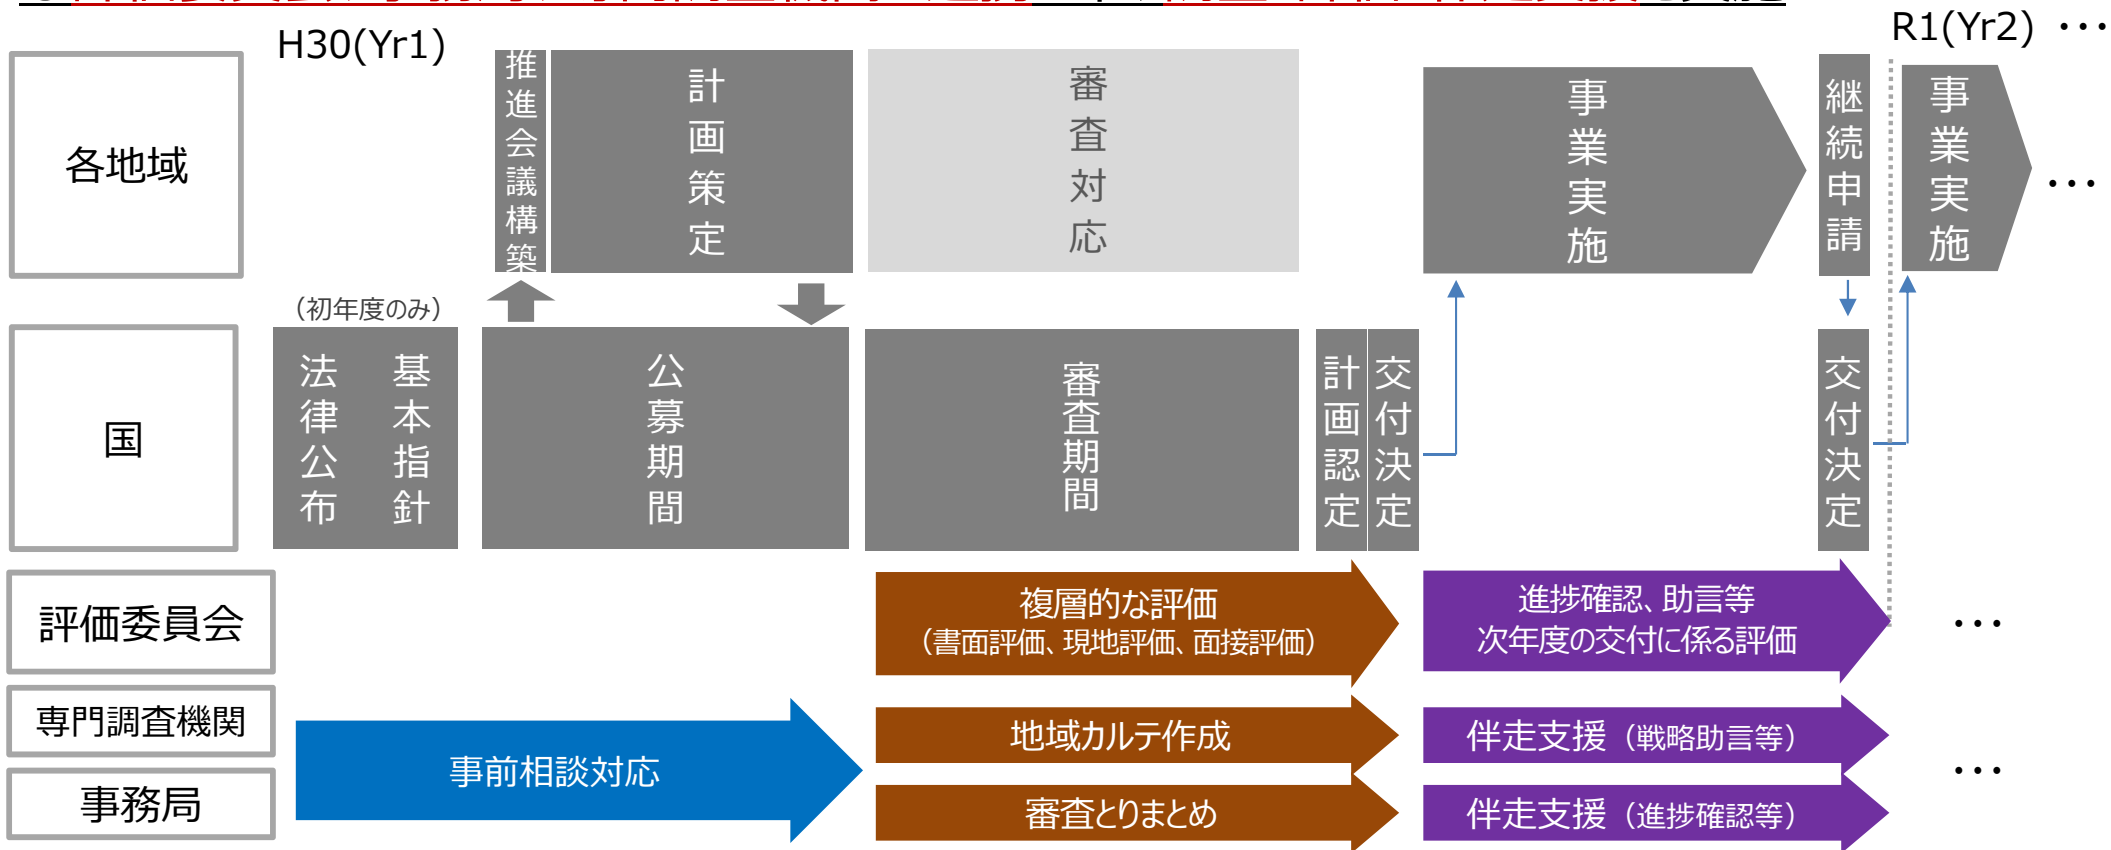 H30(Yr1)
R1(Yr2) ・・・
各地域
推進会議構築
計画策定
審査対応
事業実施
継続申請
事業実施
・・・
（初年度のみ）
国
法律公布
基本指針
公募期間
審査期間
計画認定
交付決定
交付決定
評価委員会
複層的な評価
（書面評価、現地評価、面接評価）
進捗確認、助言等
次年度の交付に係る評価
・・・
専門調査機関
事前相談対応
地域カルテ作成
伴走支援（戦略助言等）
・・・
事務局
審査とりまとめ
伴走支援（進捗確認等）